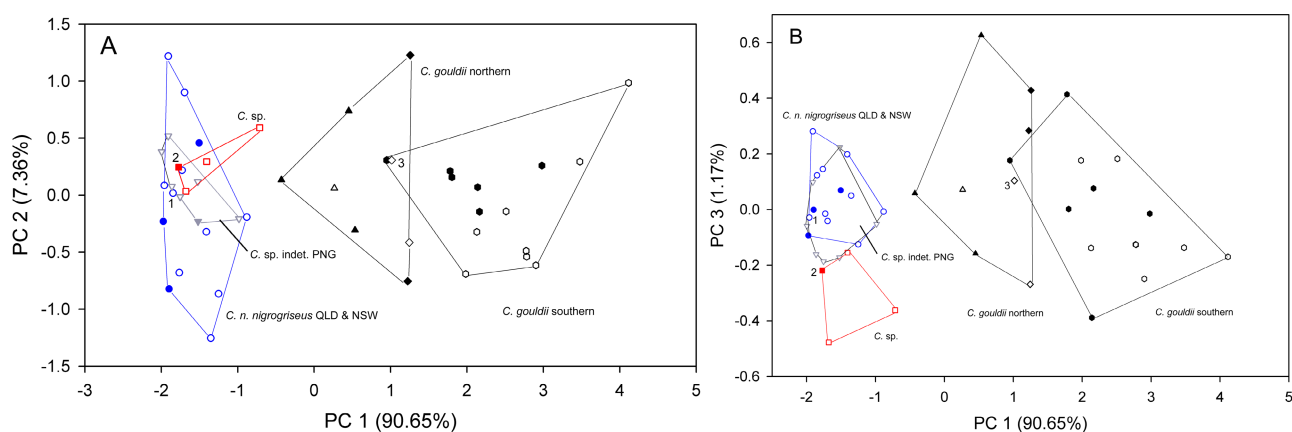 A
1.5
1.0
0.5
0.0
-0.5
-1.0
-1.5
PC 2 (7.36%)
-3
-2
-1
0
1
2
3
4
5
PC 1 (90.65%)
C. gouldii northern
C. sp.
2
3
1
C. sp. indet. PNG
C. n. nigrogriseus QLD & NSW
C. gouldii southern
B
0.6
0.4
0.2
0.0
-0.2
-0.4
-0.6
PC 3 (1.17%)
-3
-2
-1
0
1
2
3
4
5
PC 1 (90.65%)
C. n. nigrogriseus QLD & NSW
3
1
C. sp. indet. PNG
2
C. sp.
C. gouldii northern
C. gouldii southern